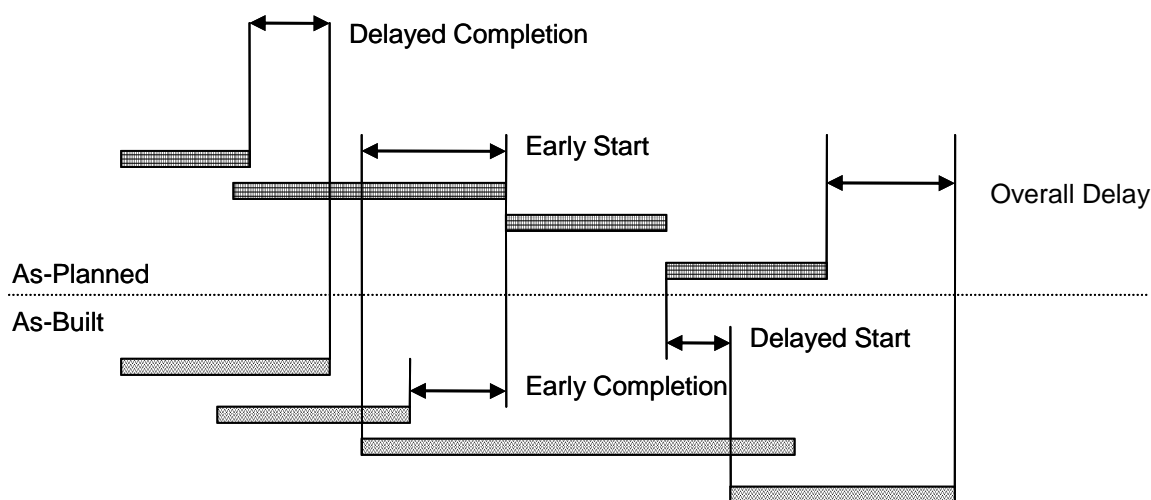 Delayed Completion
Early Start
Overall Delay
As-Planned
As-Built
Delayed Start
Early Completion